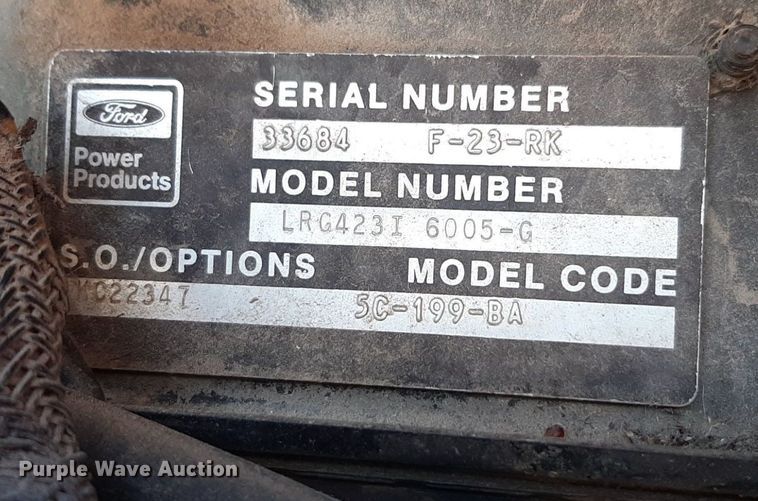 Ford
Power
Products
SERIAL NUMBER
33684 F-23-RK
MODEL NUMBER
LRG423I 6005-G
S.O./OPTIONS MODEL CODE
5C-199-BA
Purple Wave Auction